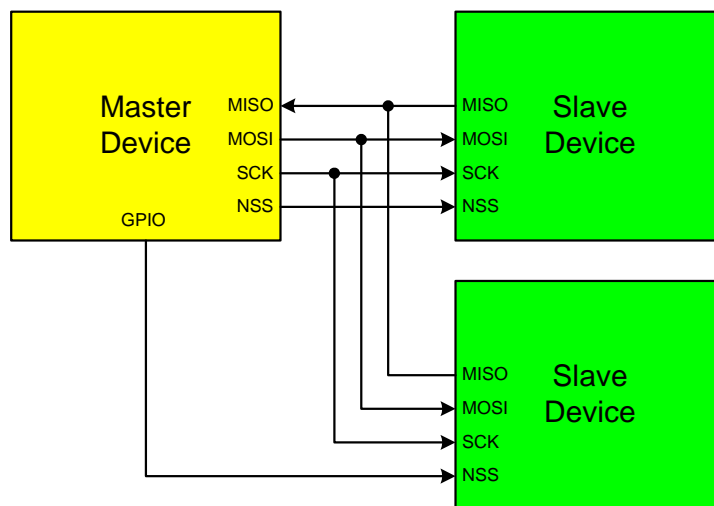 Master
Device
MISO
MOSI
SCK
NSS
GPIO
MISO
MOSI
SCK
NSS
Slave
Device
MISO
MOSI
SCK
NSS
Slave
Device